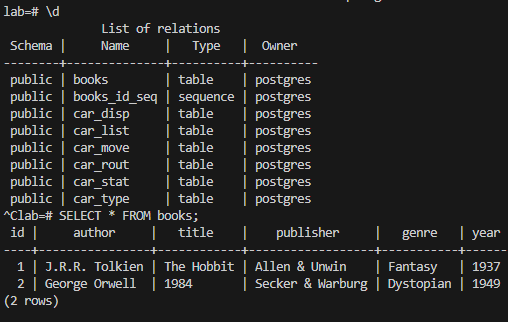 lab=# \d
List of relations
Schema | Name | Type | Owner
--------+--------------+----------+----------
public | books | table | postgres
public | books_id_seq | sequence | postgres
public | car_disp | table | postgres
public | car_list | table | postgres
public | car_move | table | postgres
public | car_rout | table | postgres
public | car_stat | table | postgres
public | car_type | table | postgres
^Clab=# SELECT * FROM books;
id | author | title | publisher | genre | year
----+----------------+------------+------------------+-----------+------
1 | J.R.R. Tolkien | The Hobbit | Allen & Unwin | Fantasy | 1937
2 | George Orwell | 1984 | Secker & Warburg | Dystopian | 1949
(2 rows)